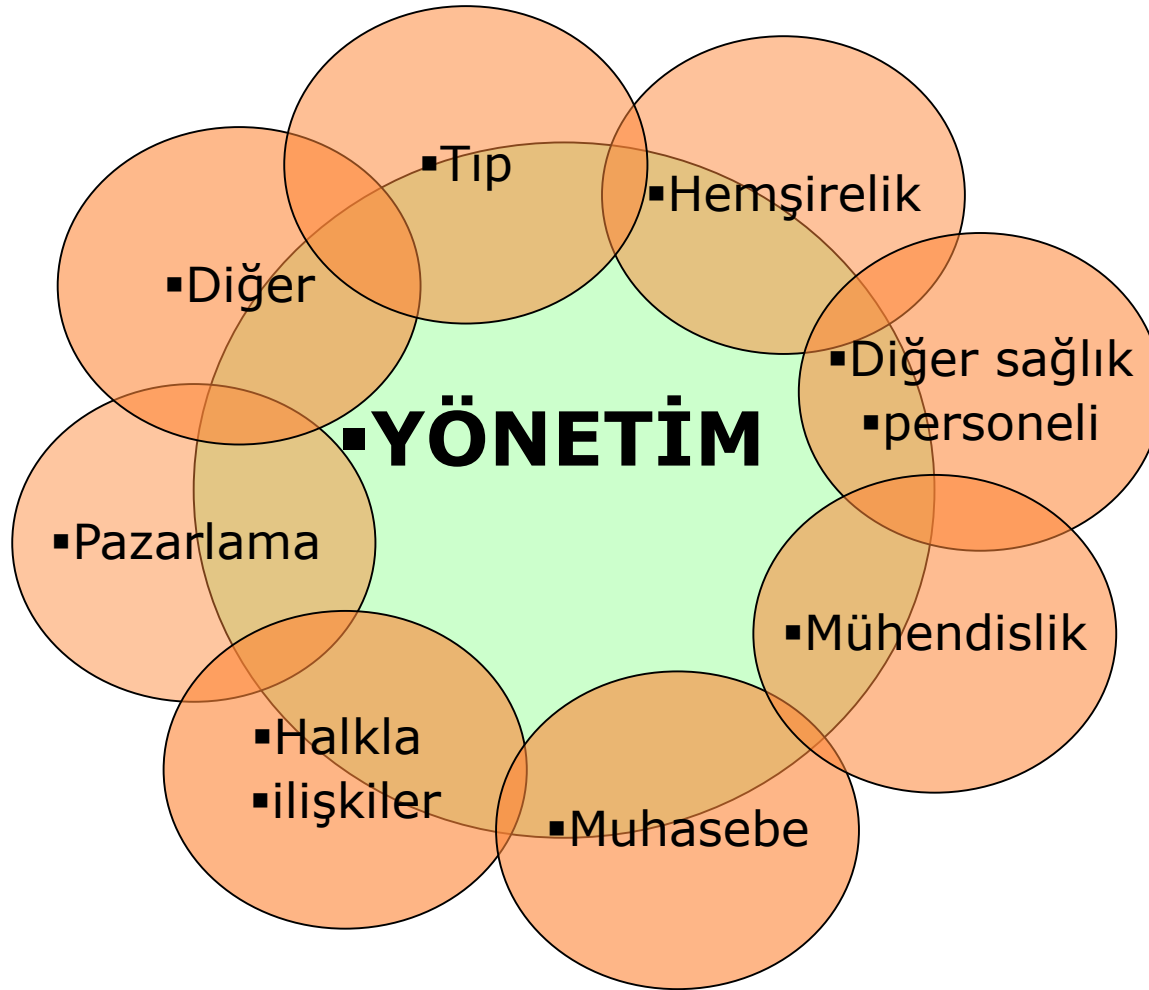 ▪Tıp
▪Hemşirelik
▪Diğer
▪Diğer sağlık
▪personeli
▪YÖNETİM
▪Pazarlama
▪Mühendislik
▪Halkla
▪ilişkiler
▪Muhasebe